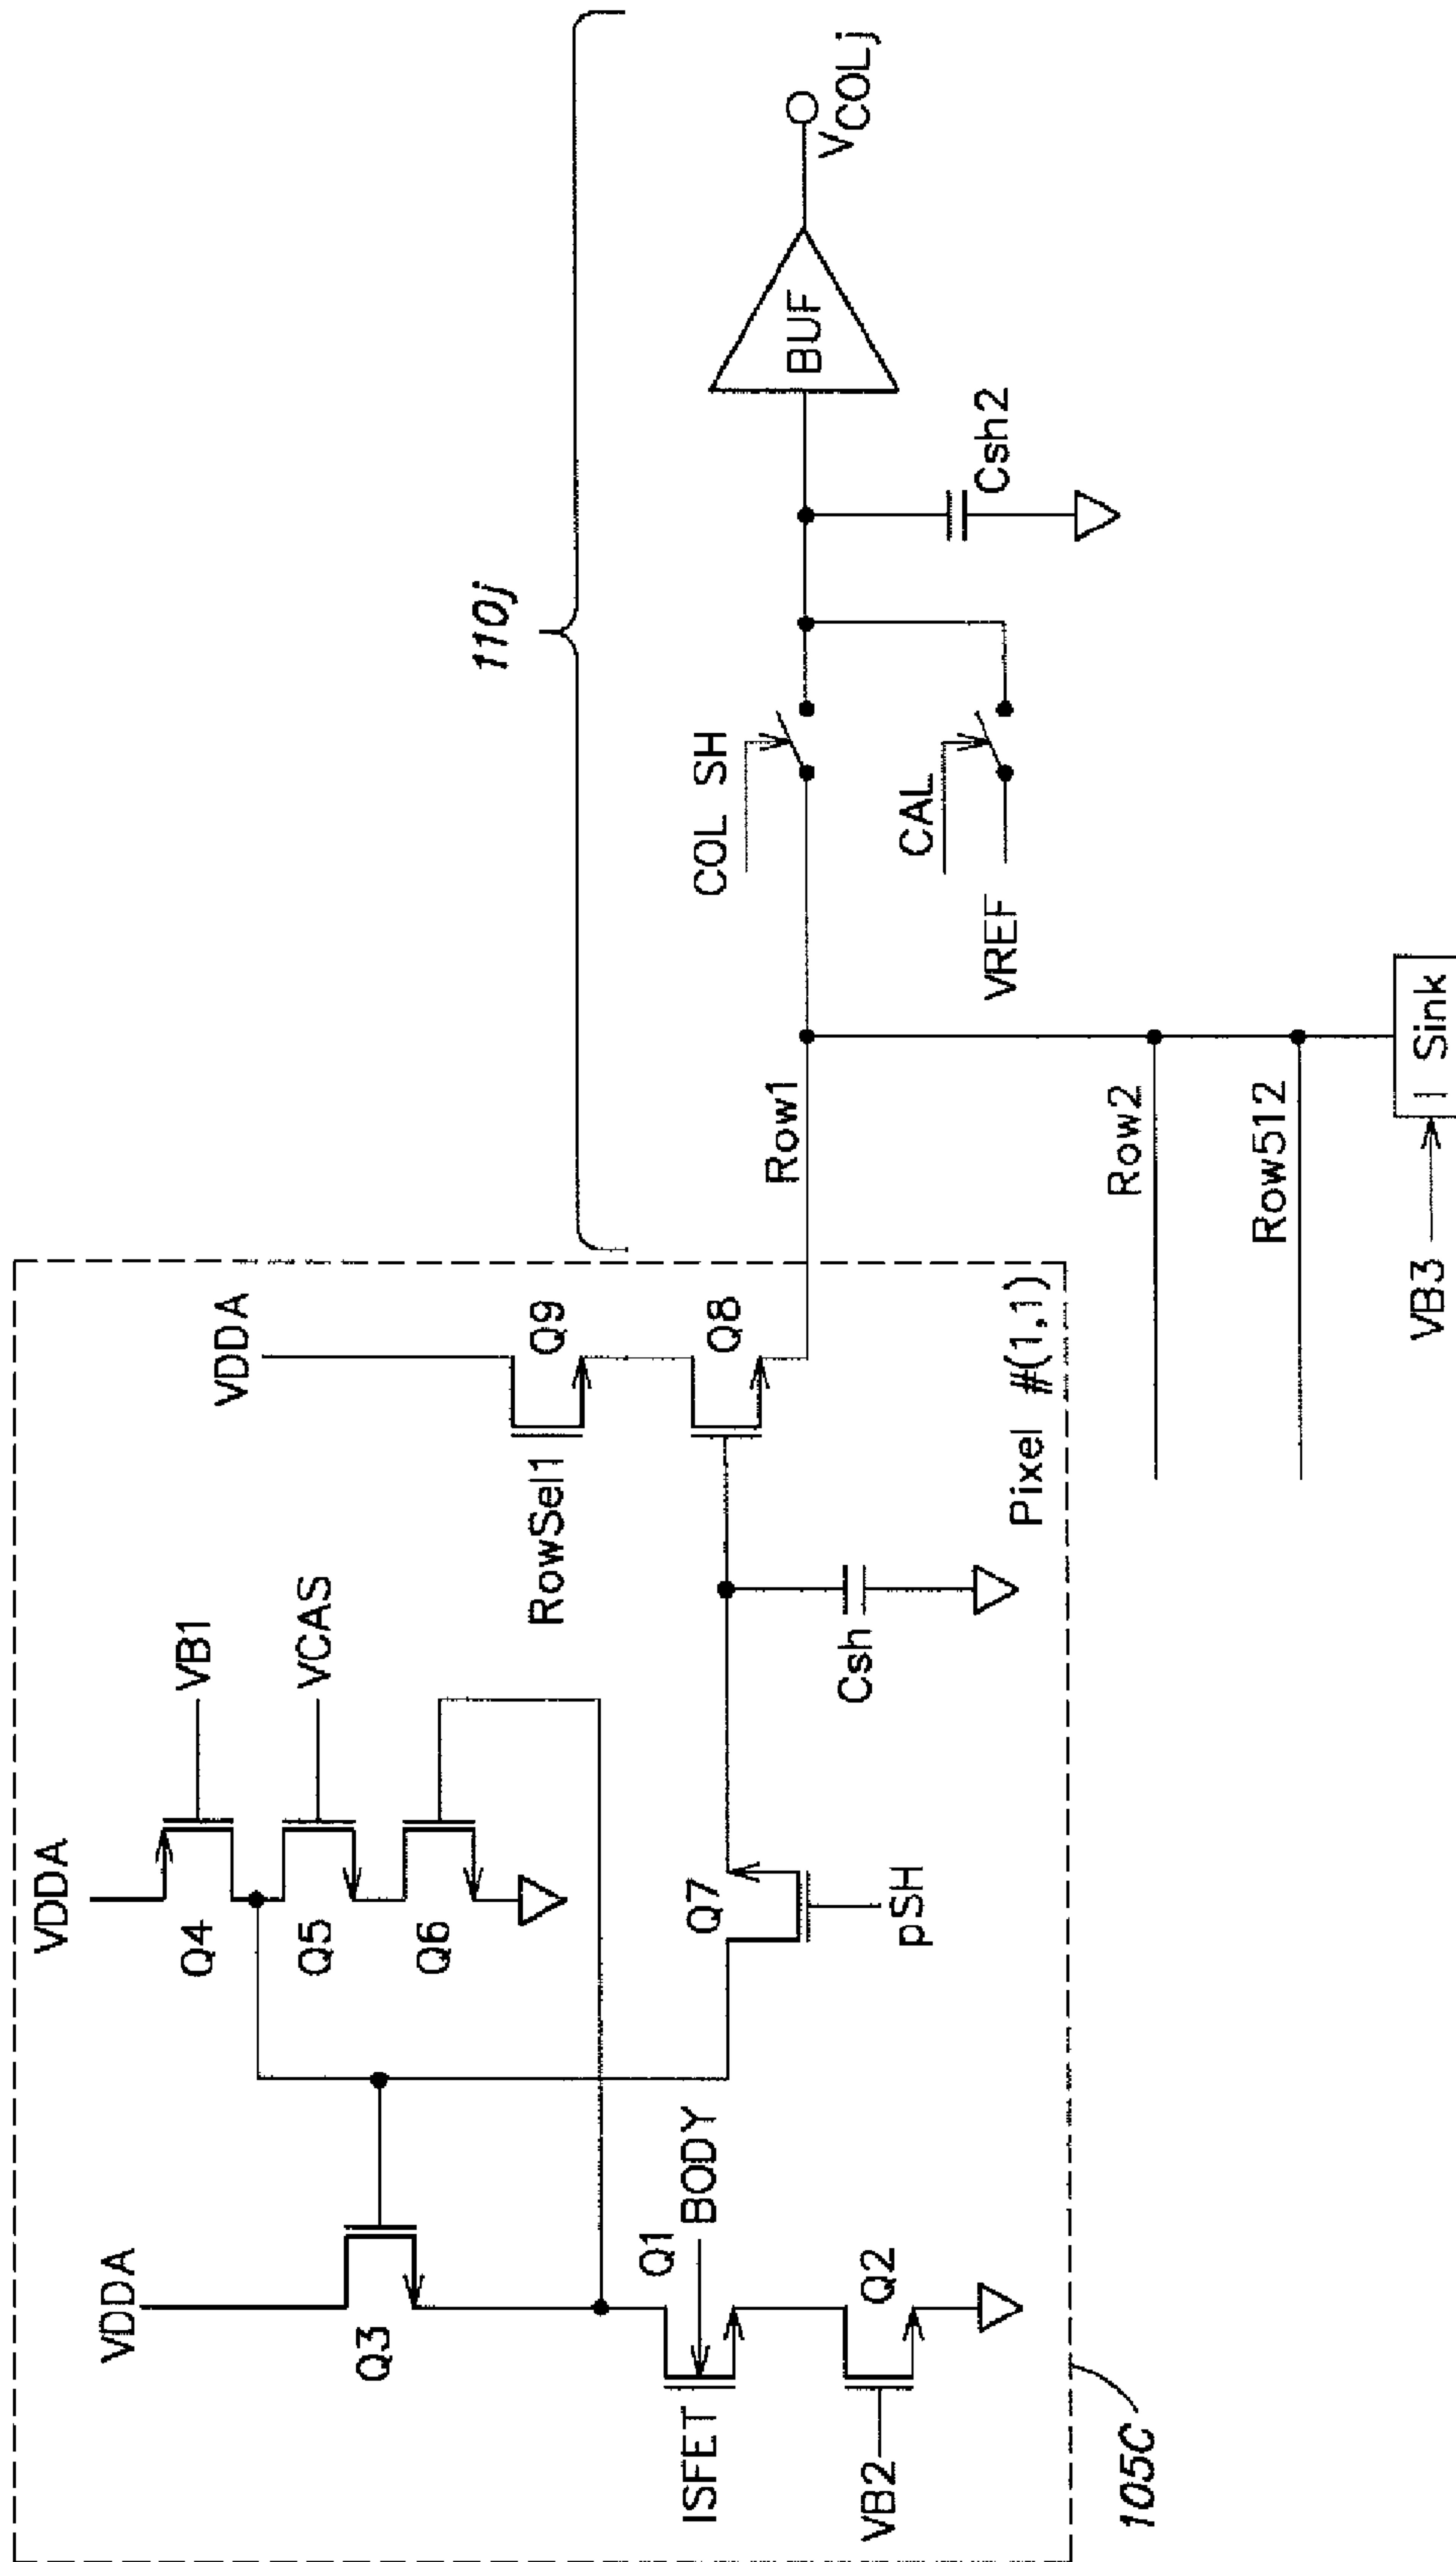 110j
VDDA
VDDA
VB1
VCAS
Q4
Q5
Q6
Q3
VDDA
RowSel1
Q9
Q8
COL SH
BUF
VCOLj
Row1
CAL
VREF
Csh2
Q7
pSH
Csh
ISFET
Q1
BODY
VB2
Q2
Pixel #(1,1)
Row2
Row512
105C
VB3
I Sink